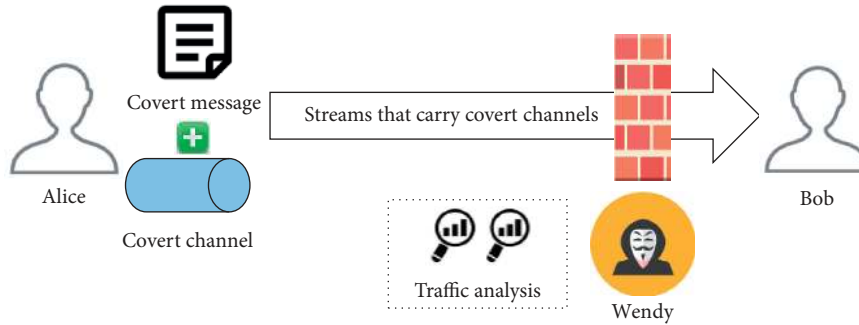 Covert message
Streams that carry covert channels
Alice
Bob
Covert channel
Traffic analysis
Wendy